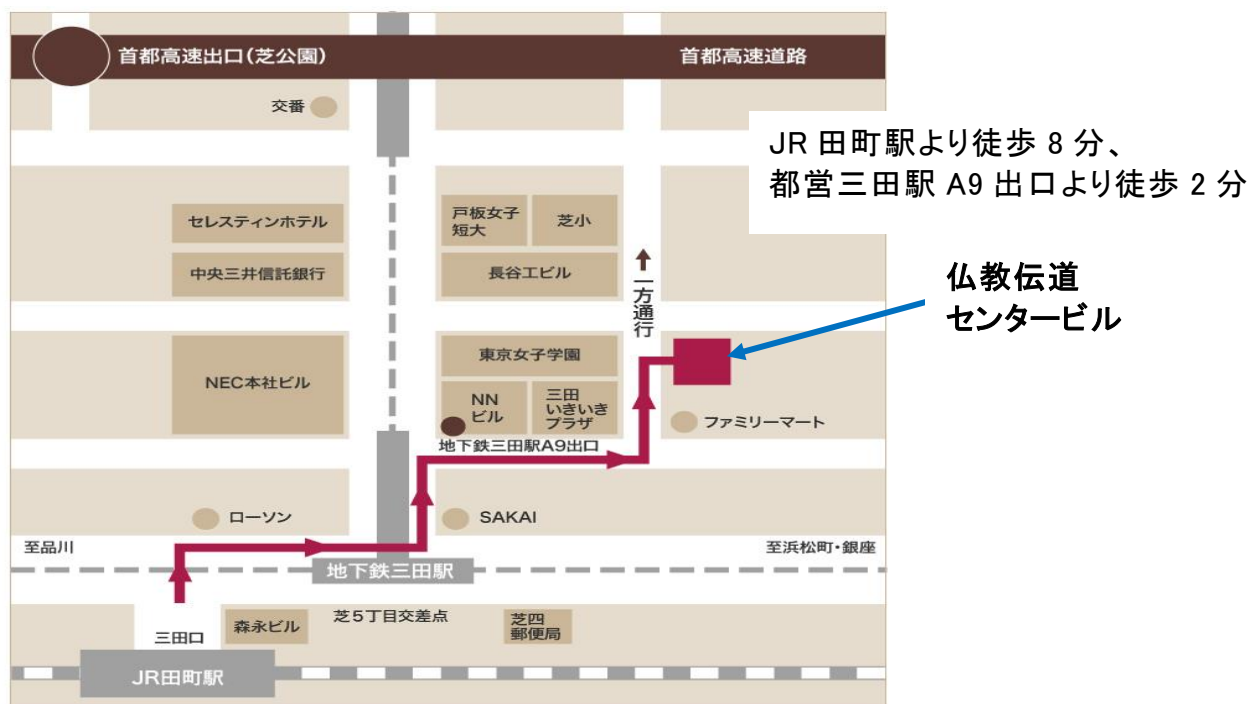 首都高速出口(芝公園)
首都高速道路
交番
JR 田町駅より徒歩 8 分、
都営三田駅 A9 出口より徒歩 2 分
セレスティンホテル
戸板女子
短大
芝小
中央三井信託銀行
長谷工ビル
一方通行
仏教伝道
センタービル
NEC本社ビル
東京女子学園
NN
ビル
三田
いきいき
プラザ
ファミリーマート
地下鉄三田駅A9出口
ローソン
SAKAI
至品川
至浜松町・銀座
地下鉄三田駅
三田口
森永ビル
芝5丁目交差点
芝四
郵便局
JR田町駅